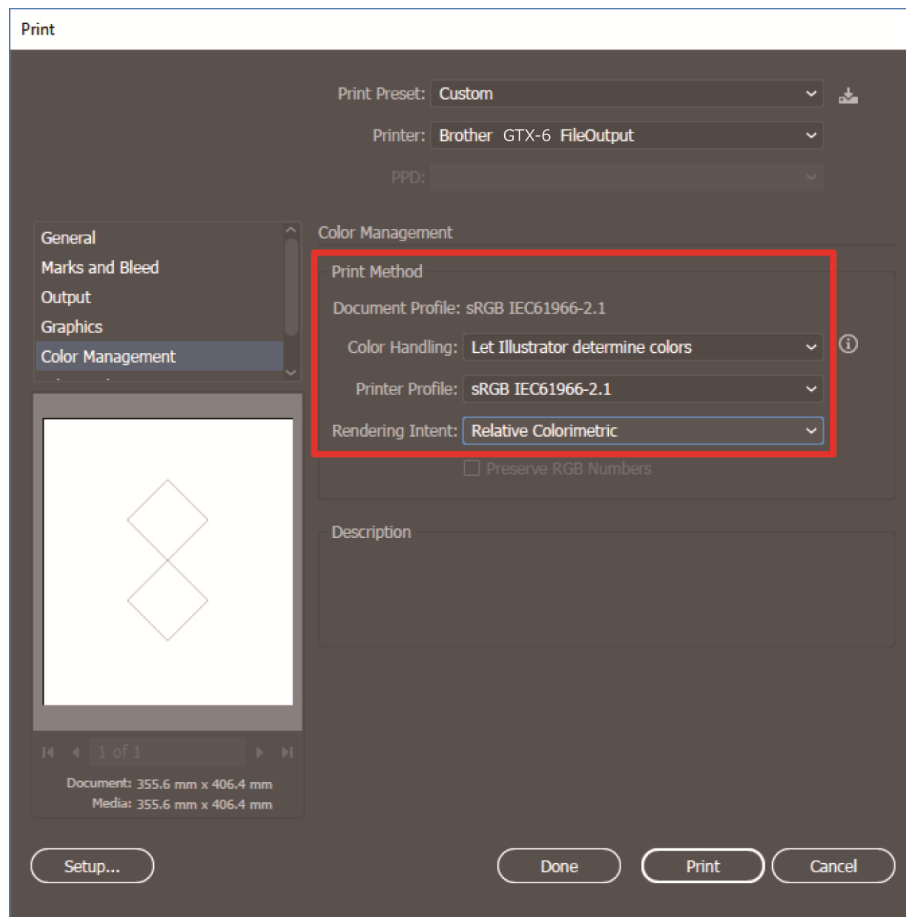 Print
Print Preset: Custom
Printer: Brother GTX-6 FileOutput
PPD:
General
Marks and Bleed
Output
Graphics
Color Management
Color Management
Print Method
Document Profile: sRGB IEC61966-2.1
Color Handling: Let Illustrator determine colors
Printer Profile: sRGB IEC61966-2.1
Rendering Intent: Relative Colorimetric
Preserve RGB Numbers
Description
1 of 1
Document: 355.6 mm x 406.4 mm
Media: 355.6 mm x 406.4 mm
Setup... Done Print Cancel